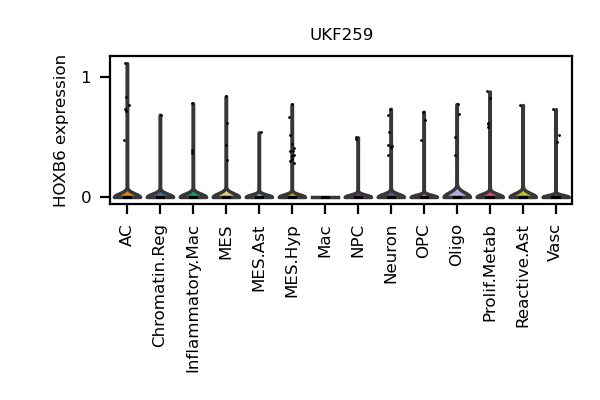 UKF259
HOXB6 expression
1
0
AC
Chromatin.Reg
Inflammatory.Mac
MES
MES.Ast
MES.Hyp
Mac
NPC
Neuron
OPC
Oligo
Prolif.Metab
Reactive.Ast
Vasc